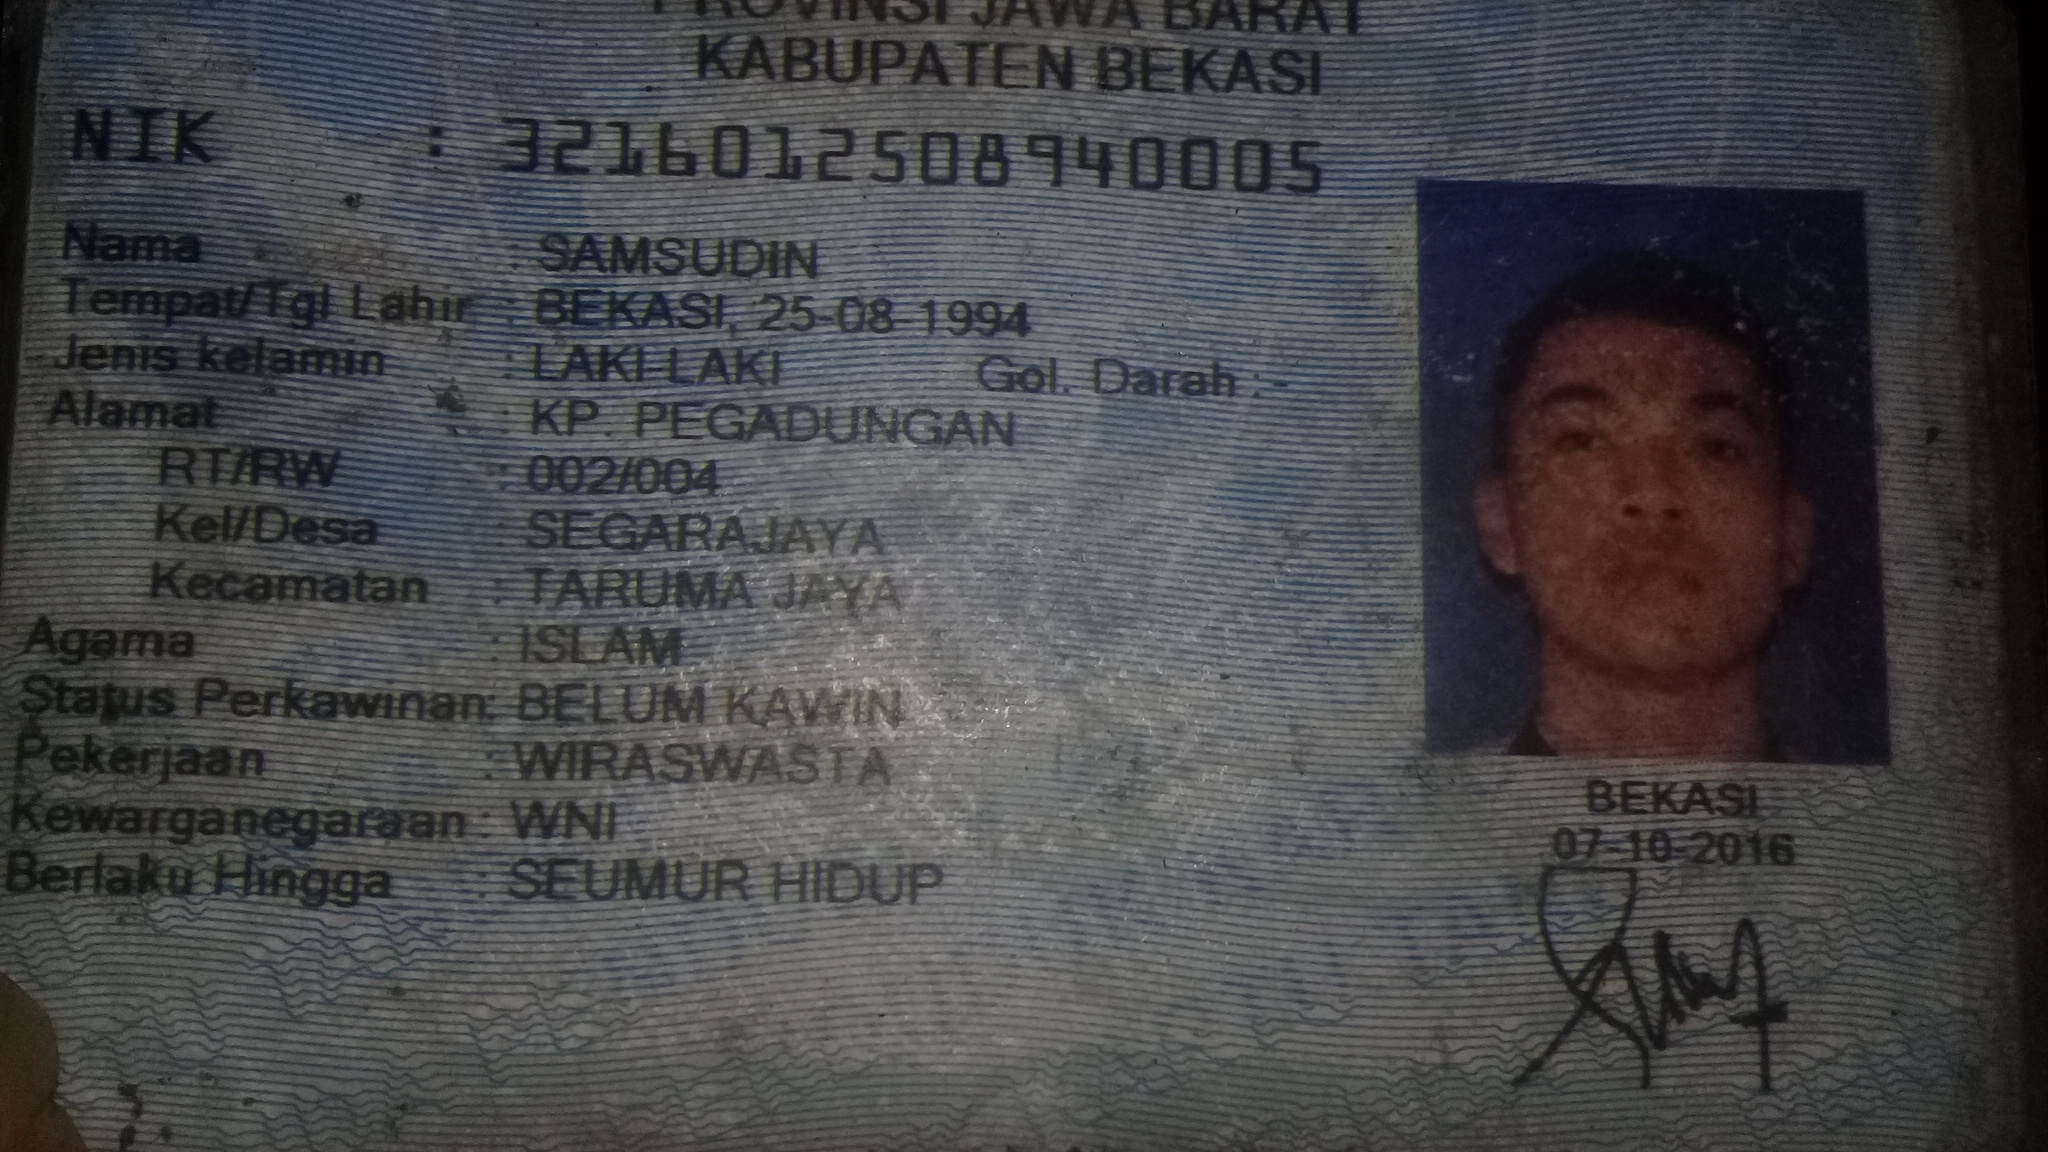 PROVINSI JAWA BARAT
KABUPATEN BEKASI
NIK : 3216012508940005
Nama : SAMSUDIN
Tempat/Tgl Lahir : BEKASI, 25-08-1994
Jenis kelamin : LAKI-LAKI Gol. Darah : -
Alamat : KP. PEGADUNGAN
RT/RW : 002/004
Kel/Desa : SEGARAJAYA
Kecamatan : TARUMA JAYA
Agama : ISLAM
Status Perkawinan: BELUM KAWIN
Pekerjaan : WIRASWASTA
Kewarganegaraan : WNI
Berlaku Hingga : SEUMUR HIDUP
BEKASI
07-10-2016